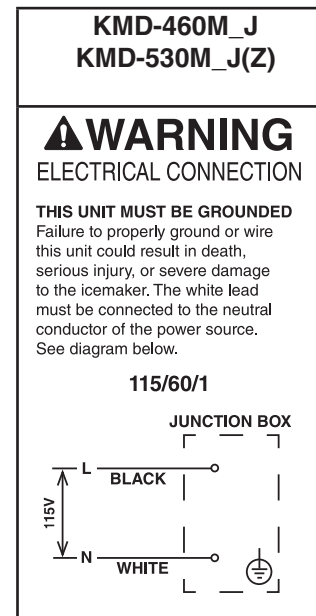 KMD-460M_J
KMD-530M_J(Z)
WARNING
ELECTRICAL CONNECTION
THIS UNIT MUST BE GROUNDED
Failure to properly ground or wire
this unit could result in death,
serious injury, or severe damage
to the icemaker. The white lead
must be connected to the neutral
conductor of the power source.
See diagram below.
115/60/1
JUNCTION BOX
L
BLACK
115V
N
WHITE